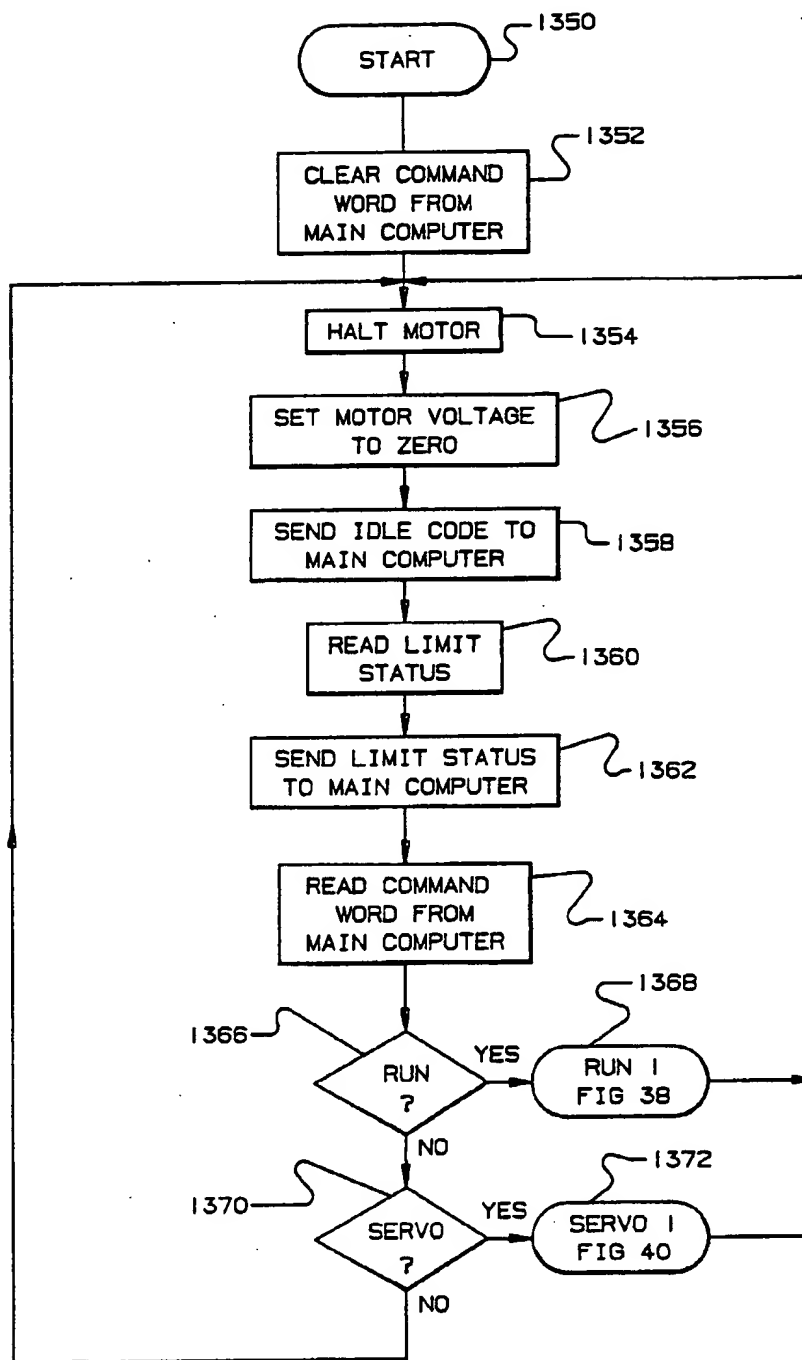 START
1350
CLEAR COMMAND
WORD FROM
MAIN COMPUTER
1352
HALT MOTOR
1354
SET MOTOR VOLTAGE
TO ZERO
1356
SEND IDLE CODE TO
MAIN COMPUTER
1358
READ LIMIT
STATUS
1360
SEND LIMIT STATUS
TO MAIN COMPUTER
1362
READ COMMAND
WORD FROM
MAIN COMPUTER
1364
1366
RUN
?
YES
NO
1368
RUN 1
FIG 38
1370
SERVO
?
YES
NO
1372
SERVO 1
FIG 40